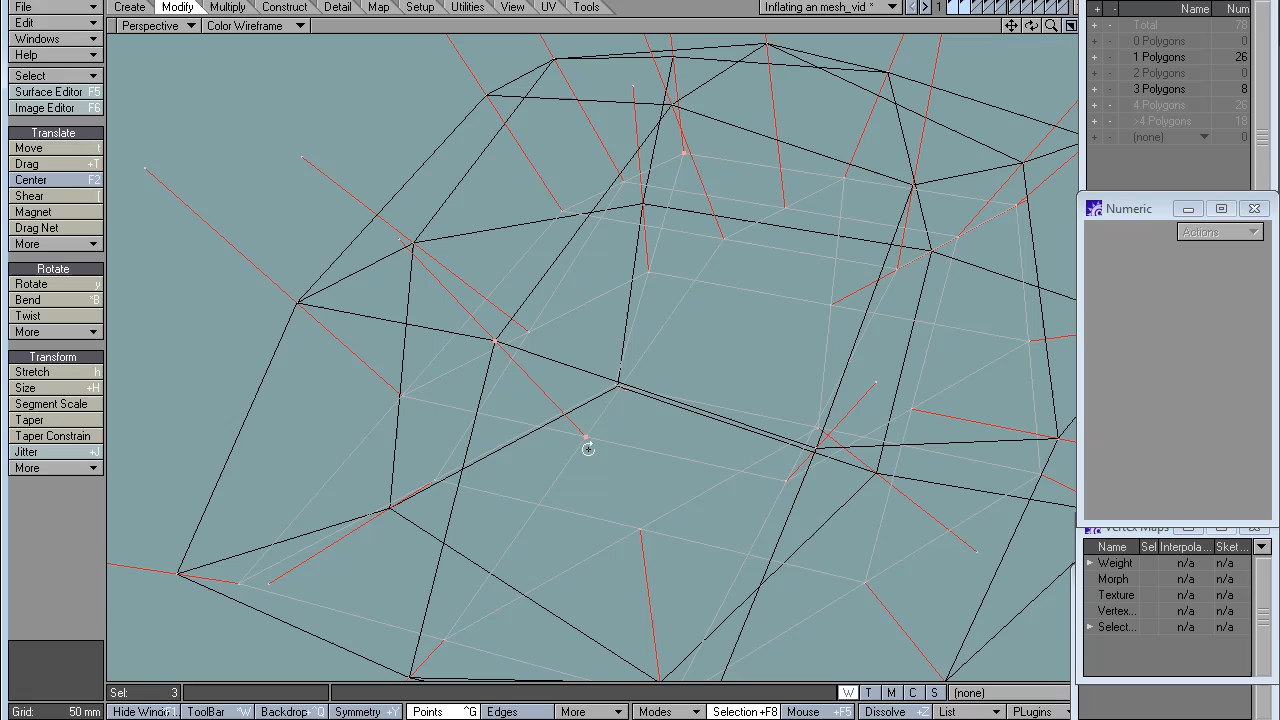 File
Create Modify Multiply Construct Detail Map Setup Utilities View UV Tools
Inflating an mesh_vid * 1
Edit
Windows
Help
Perspective
Color Wireframe
Select
Surface Editor F5
Image Editor F6
Translate
Move t
Drag +T
Center F2
Shear [
Magnet
Drag Net
More
Rotate
Rotate y
Bend *B
Twist
More
Transform
Stretch h
Size +H
Segment Scale
Taper
Taper Constrain
Jitter +J
More
+ - Name Num
+ - Total 78
+ - 0 Polygons 0
+ - 1 Polygons 26
+ - 2 Polygons 0
+ - 3 Polygons 8
+ - 4 Polygons 26
+ - >4 Polygons 18
+ - (none) 0
Numeric
Actions
Vertex Maps
Name Sel Interpola ... Sket ...
Weight n/a n/a
Morph n/a n/a
Texture n/a n/a
Vertex... n/a n/a
Select... n/a n/a
Sel: 3
W T M C S (none)
Grid: 50 mm
ToolBar ^W
Symmetry +Y
Points ^G
Edges
More
Modes
Selection +F8
Mouse +F5
Dissolve +Z
List
PLugins